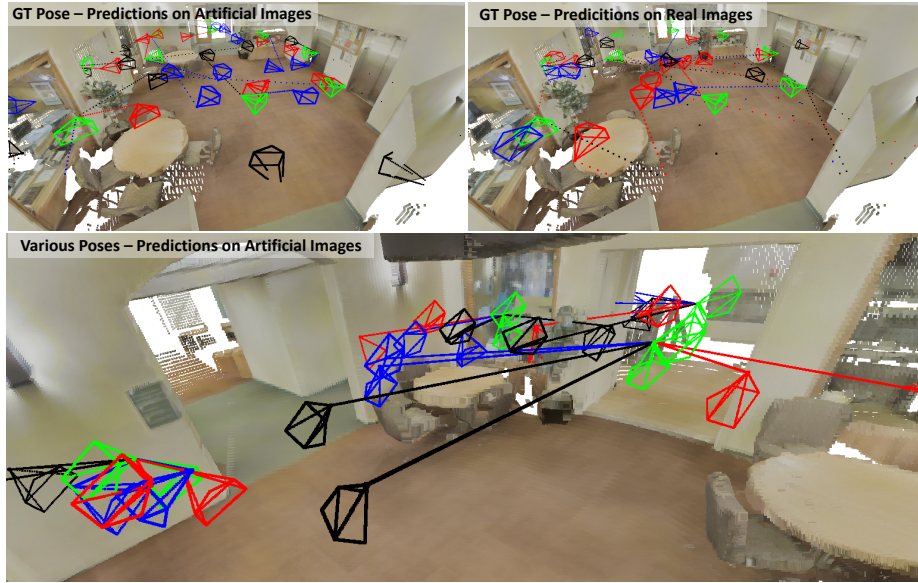 GT Pose – Predictions on Artificial Images
GT Pose – Predicitions on Real Images
Various Poses – Predictions on Artificial Images